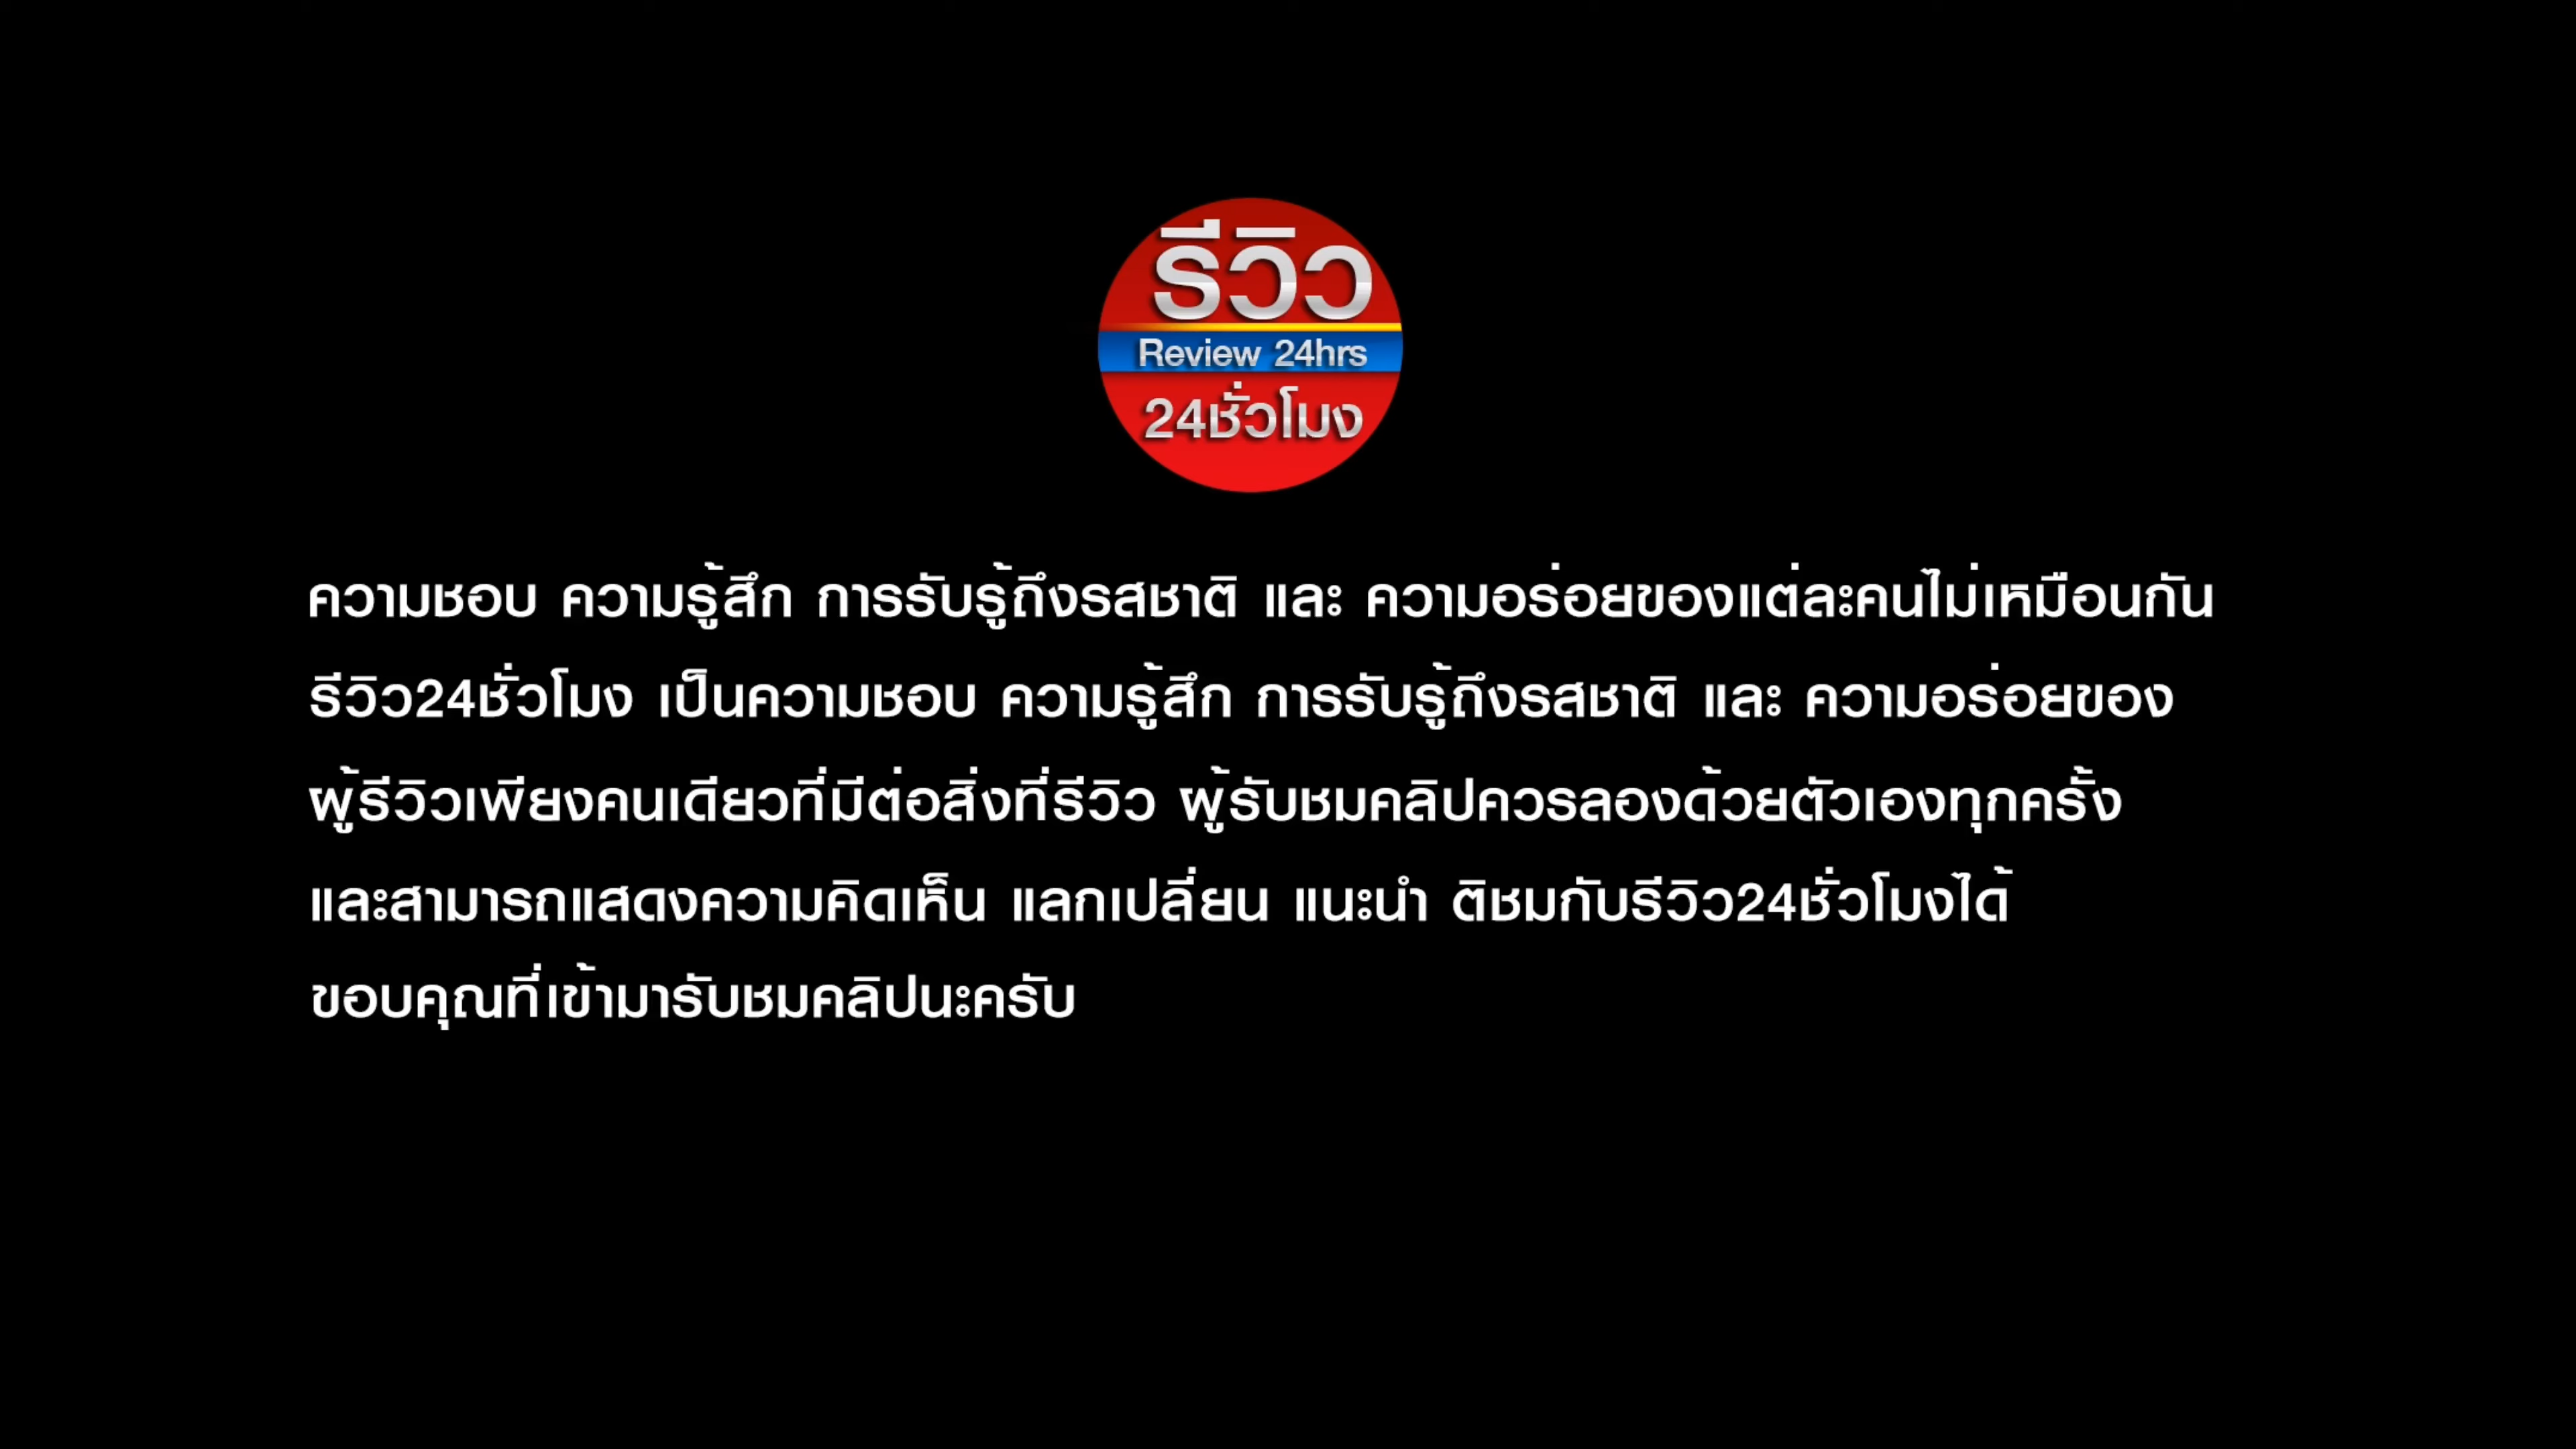 รีวิว
Review 24hrs
24ชั่วโมง
ความชอบ ความรู้สึก การรับรู้ถึงรสชาติ และ ความอร่อยของแต่ละคนไม่เหมือนกัน
รีวิว24ชั่วโมง เป็นความชอบ ความรู้สึก การรับรู้ถึงรสชาติ และ ความอร่อยของ
ผู้รีวิวเพียงคนเดียวที่มีต่อสิ่งที่รีวิว ผู้รับชมคลิปควรลองด้วยตัวเองทุกครั้ง
และสามารถแสดงความคิดเห็น แลกเปลี่ยน แนะนำ ติชมกับรีวิว24ชั่วโมงได้
ขอบคุณที่เข้ามารับชมคลิปนะครับ